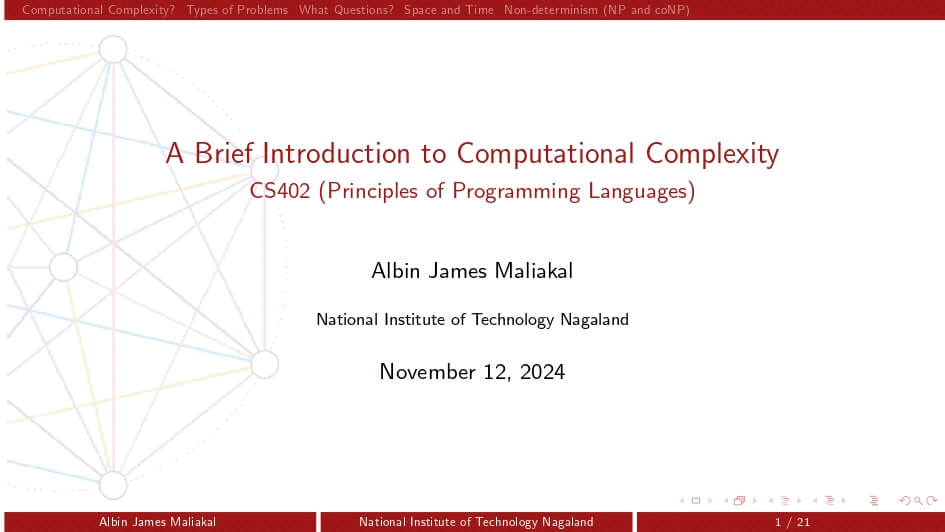 Computational Complexity? Types of Problems What Questions? Space and Time Non-determinism (NP and coNP)
A Brief Introduction to Computational Complexity
CS402 (Principles of Programming Languages)
Albin James Maliakal
National Institute of Technology Nagaland
November 12, 2024
Albin James Maliakal National Institute of Technology Nagaland 1 / 21